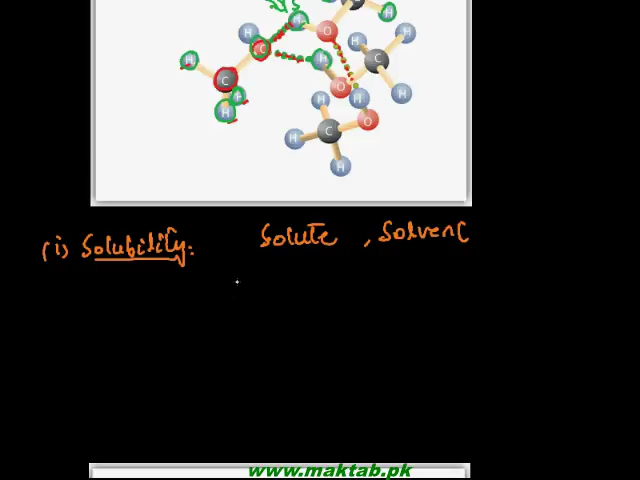 H O H
H C H H C H
H C O H
H H H H
H C O
H
H
(i) Solubility: Solute , Solvent
www.maktab.pk